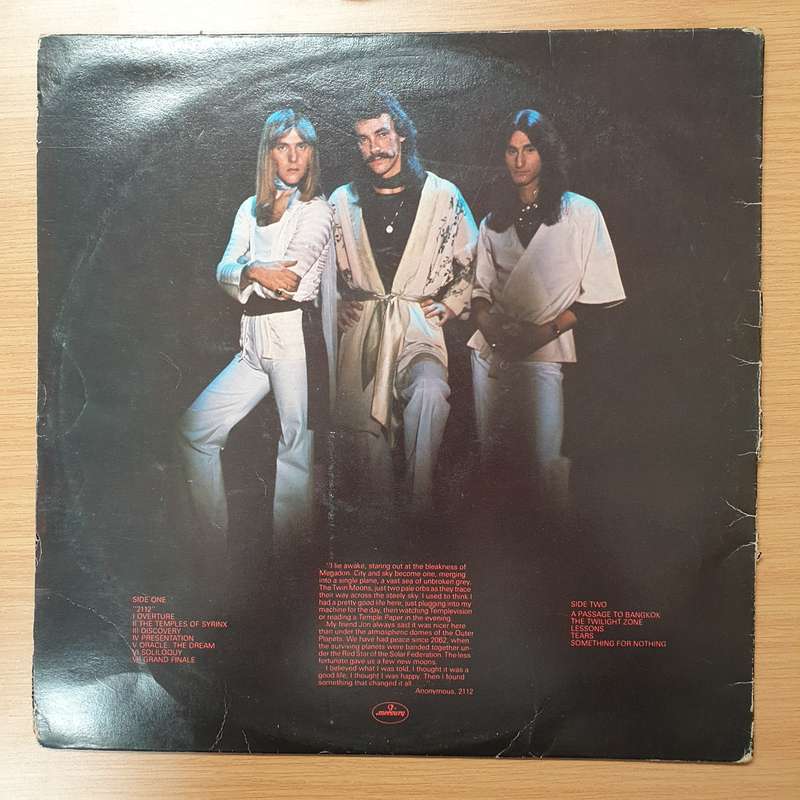 SIDE ONE
"2112"
I OVERTURE
II THE TEMPLES OF SYRINX
III DISCOVERY
IV PRESENTATION
V ORACLE: THE DREAM
VI SOLILOQUY
VII GRAND FINALE
"I lie awake, staring out at the bleakness of
Megadon. City and sky become one, merging
into a single plane, a vast sea of unbroken grey.
The Twin Moons, just two pale orbs as they trace
their way across the steely sky. I used to think I
had a pretty good life here, just plugging into my
machine for the day, then watching Templevision
or reading a Temple Paper in the evening.
My friend Jon always said it was nicer here
than under the atmospheric domes of the Outer
Planets. We have had peace since 2062, when
the surviving planets were banded together un-
der the Red Star of the Solar Federation. The less
fortunate gave us a few new moons.
I believed what I was told. I thought it was a
good life, I thought I was happy. Then I found
something that changed it all...
Anonymous, 2112
mercury
SIDE TWO
A PASSAGE TO BANGKOK
THE TWILIGHT ZONE
LESSONS
TEARS
SOMETHING FOR NOTHING